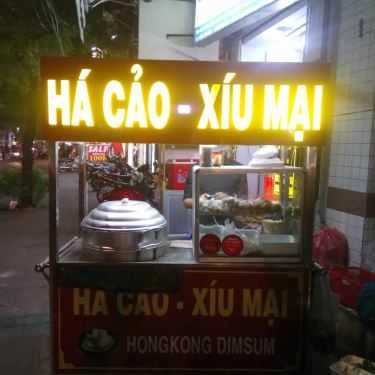 HÁ CẢO - XÍU MẠI
SALE
HÁ CẢO - XÍU MẠI
HONGKONG DIMSUM